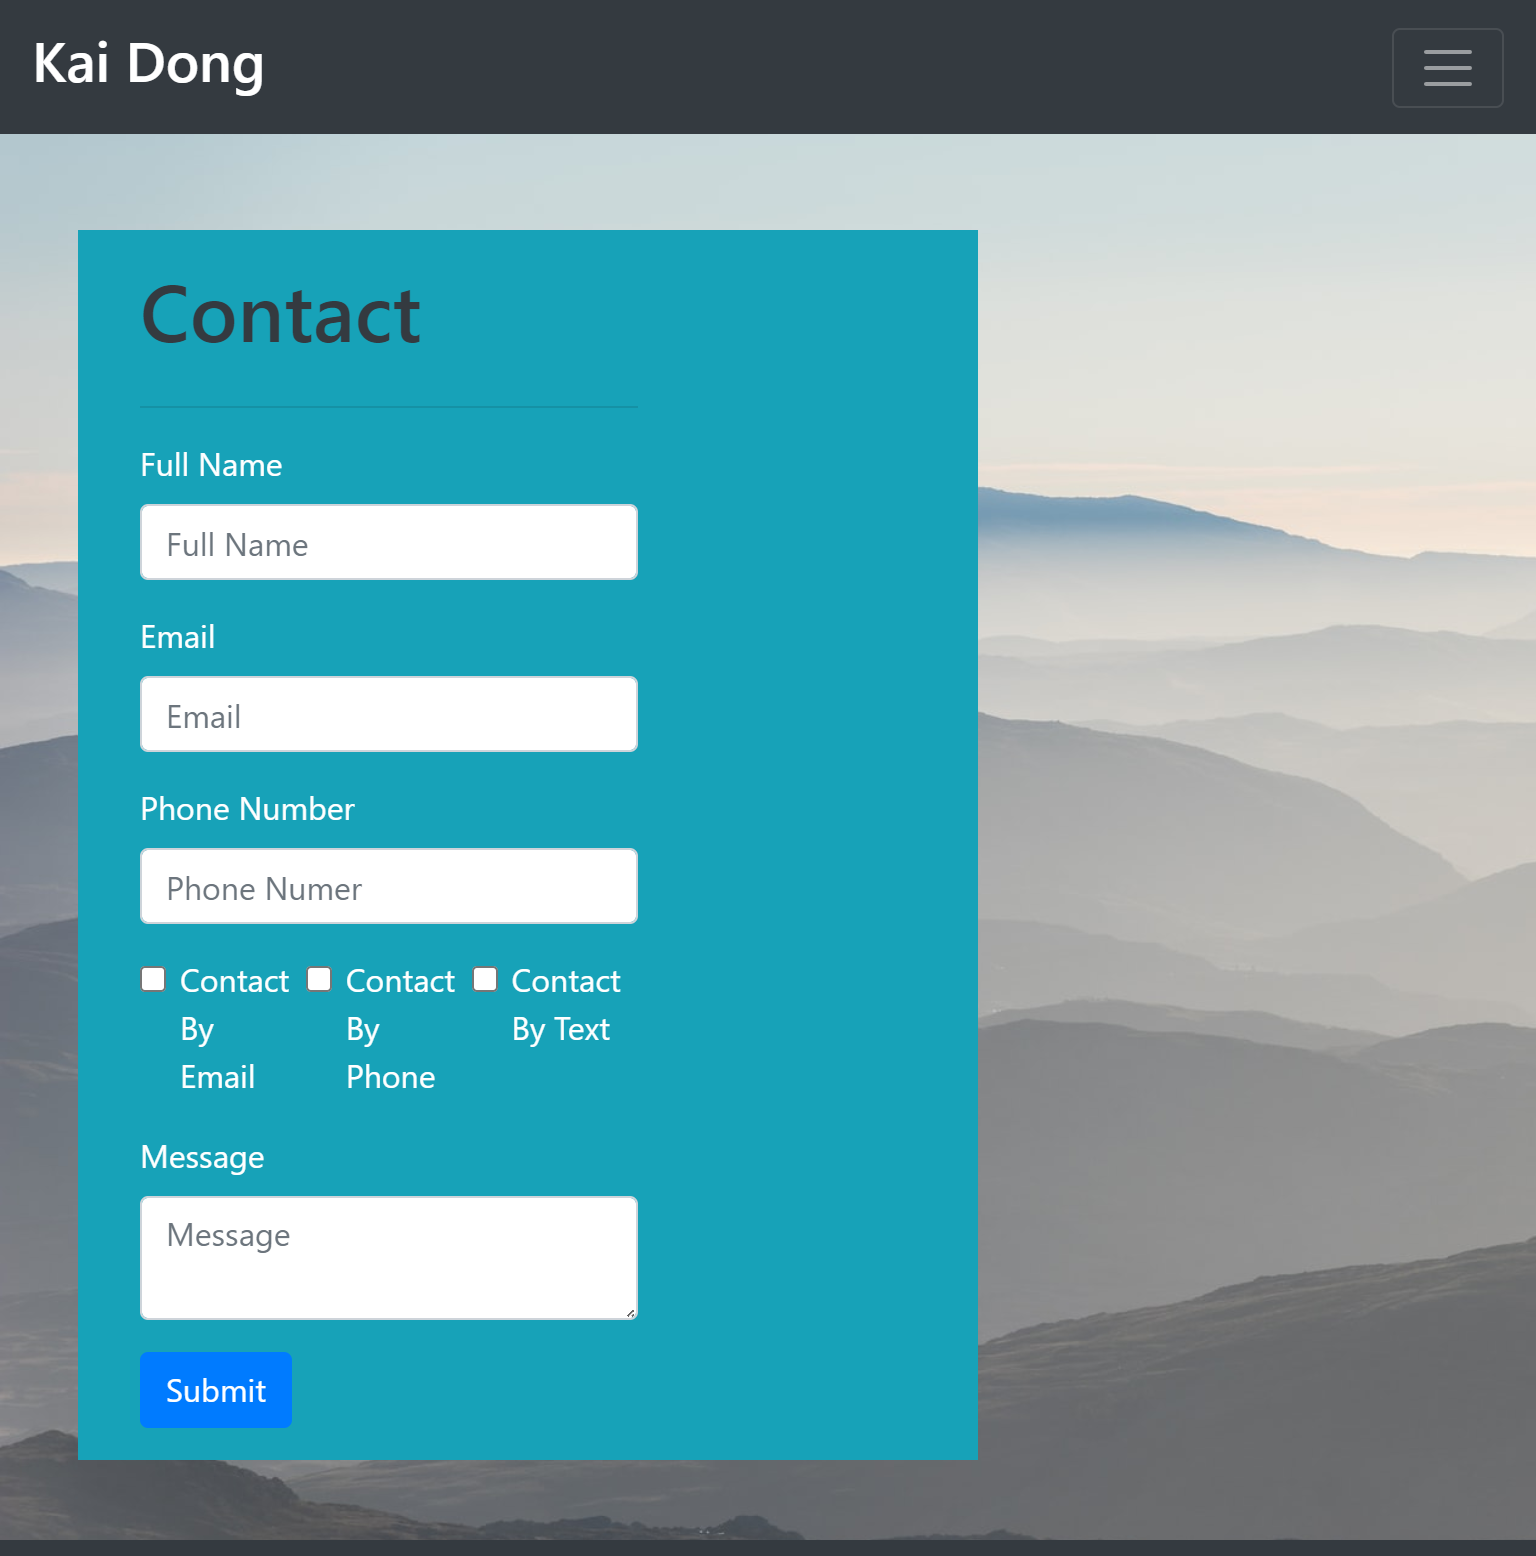 Kai Dong
Contact
Full Name
Full Name
Email
Email
Phone Number
Phone Numer
Contact By Email
Contact By Phone
Contact By Text
Message
Message
Submit